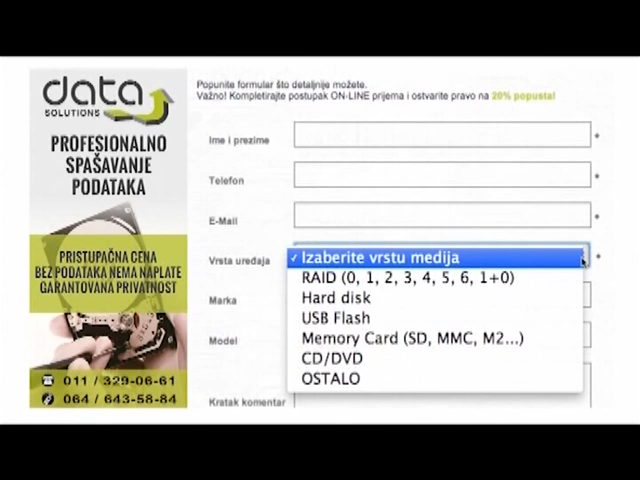 data
SOLUTIONS
PROFESIONALNO
SPAŠAVANJE
PODATAKA
PRISTUPAČNA CENA
BEZ PODATAKA NEMA NAPLATE
GARANTOVANA PRIVATNOST
011 / 329-06-61
064 / 643-58-84
Popunite formular što detaljnije možete.
Važno! Kompletirajte postupak ON-LINE prijema i ostvarite pravo na 20% popusta!
Ime i prezime *
Telefon *
E-Mail *
Vrsta uređaja *
✓ Izaberite vrstu medija
RAID (0, 1, 2, 3, 4, 5, 6, 1+0)
Hard disk
USB Flash
Memory Card (SD, MMC, M2...)
CD/DVD
OSTALO
Marka *
Model *
Kratak komentar